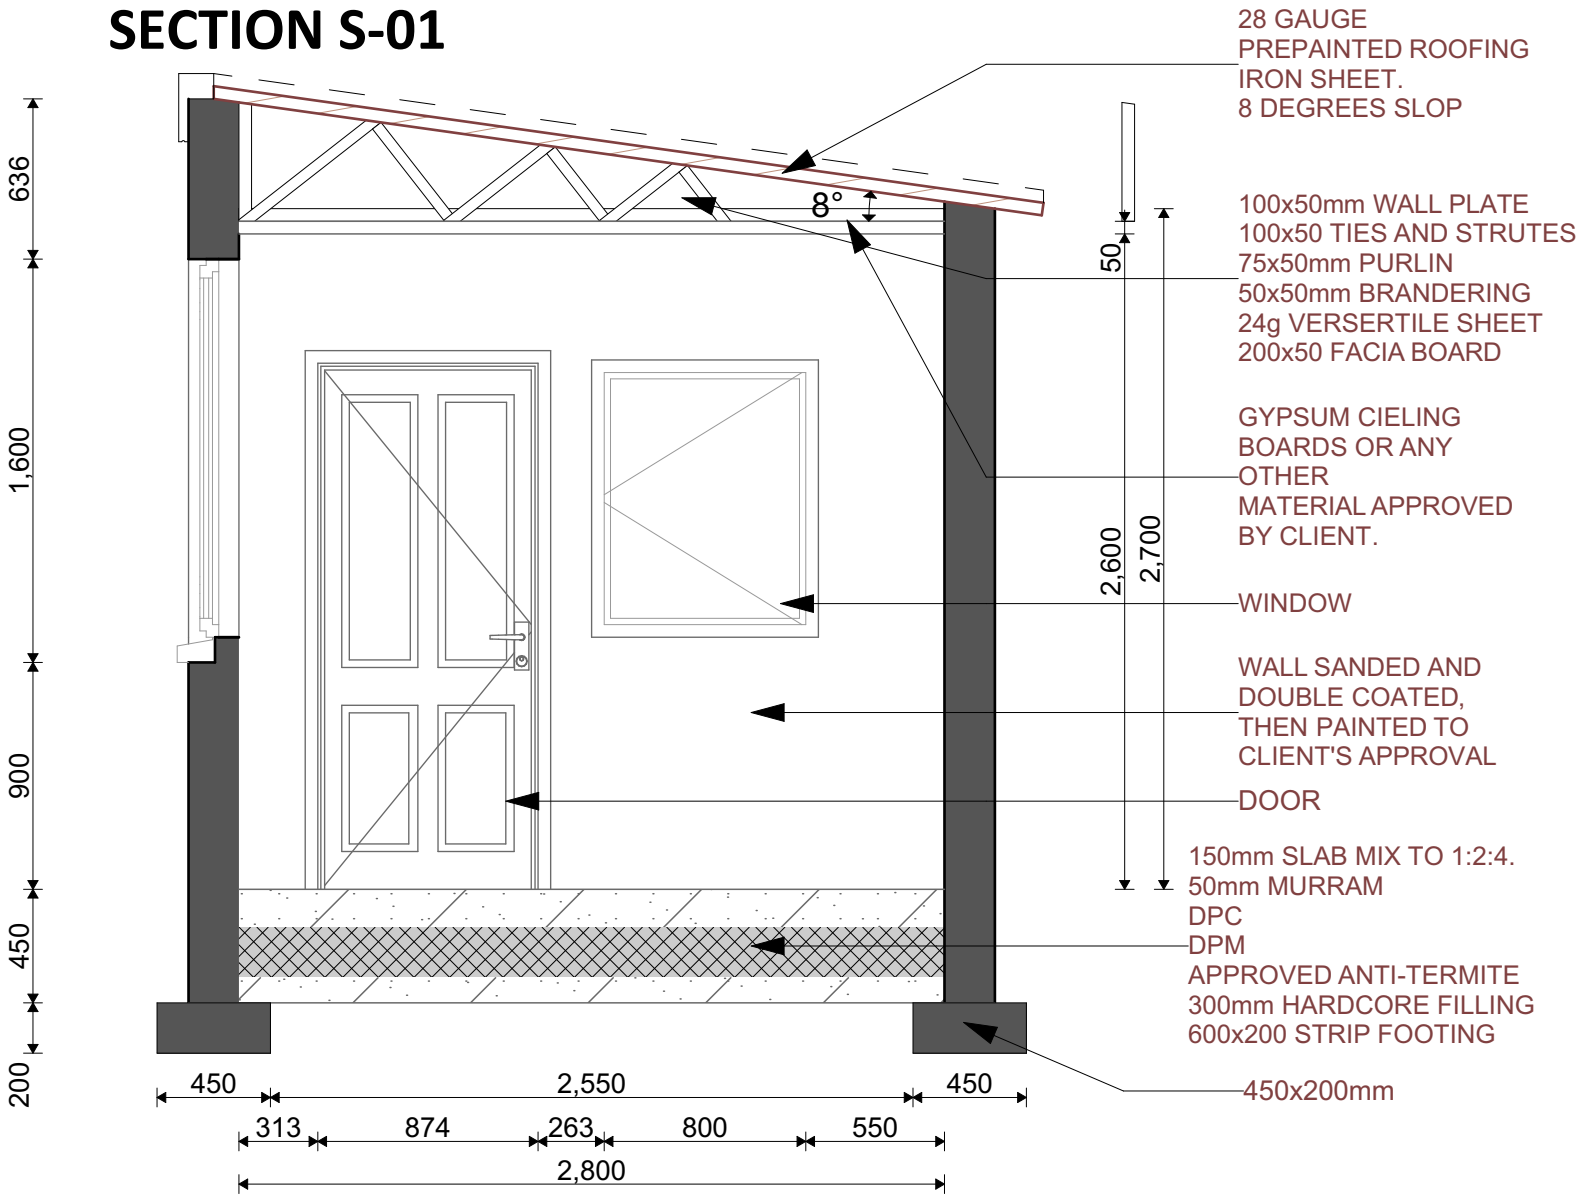 SECTION S-01
28 GAUGE
PREPAINTED ROOFING
IRON SHEET.
8 DEGREES SLOP
100x50mm WALL PLATE
100x50 TIES AND STRUTES
75x50mm PURLIN
50x50mm BRANDERING
24g VERSERTILE SHEET
200x50 FACIA BOARD
GYPSUM CIELING
BOARDS OR ANY
OTHER
MATERIAL APPROVED
BY CLIENT.
WINDOW
WALL SANDED AND
DOUBLE COATED,
THEN PAINTED TO
CLIENT'S APPROVAL
DOOR
150mm SLAB MIX TO 1:2:4.
50mm MURRAM
DPC
DPM
APPROVED ANTI-TERMITE
300mm HARDCORE FILLING
600x200 STRIP FOOTING
450x200mm
636
1,600
900
450
200
8°
50
2,600
2,700
450
2,550
450
313
874
263
800
550
2,800